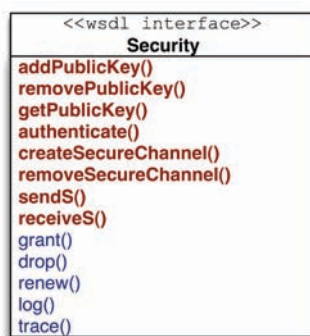 <<wsdl interface>>
Security
addPublicKey()
removePublicKey()
getPublicKey()
authenticate()
createSecureChannel()
removeSecureChannel()
sendS()
receiveS()
grant()
drop()
renew()
log()
trace()